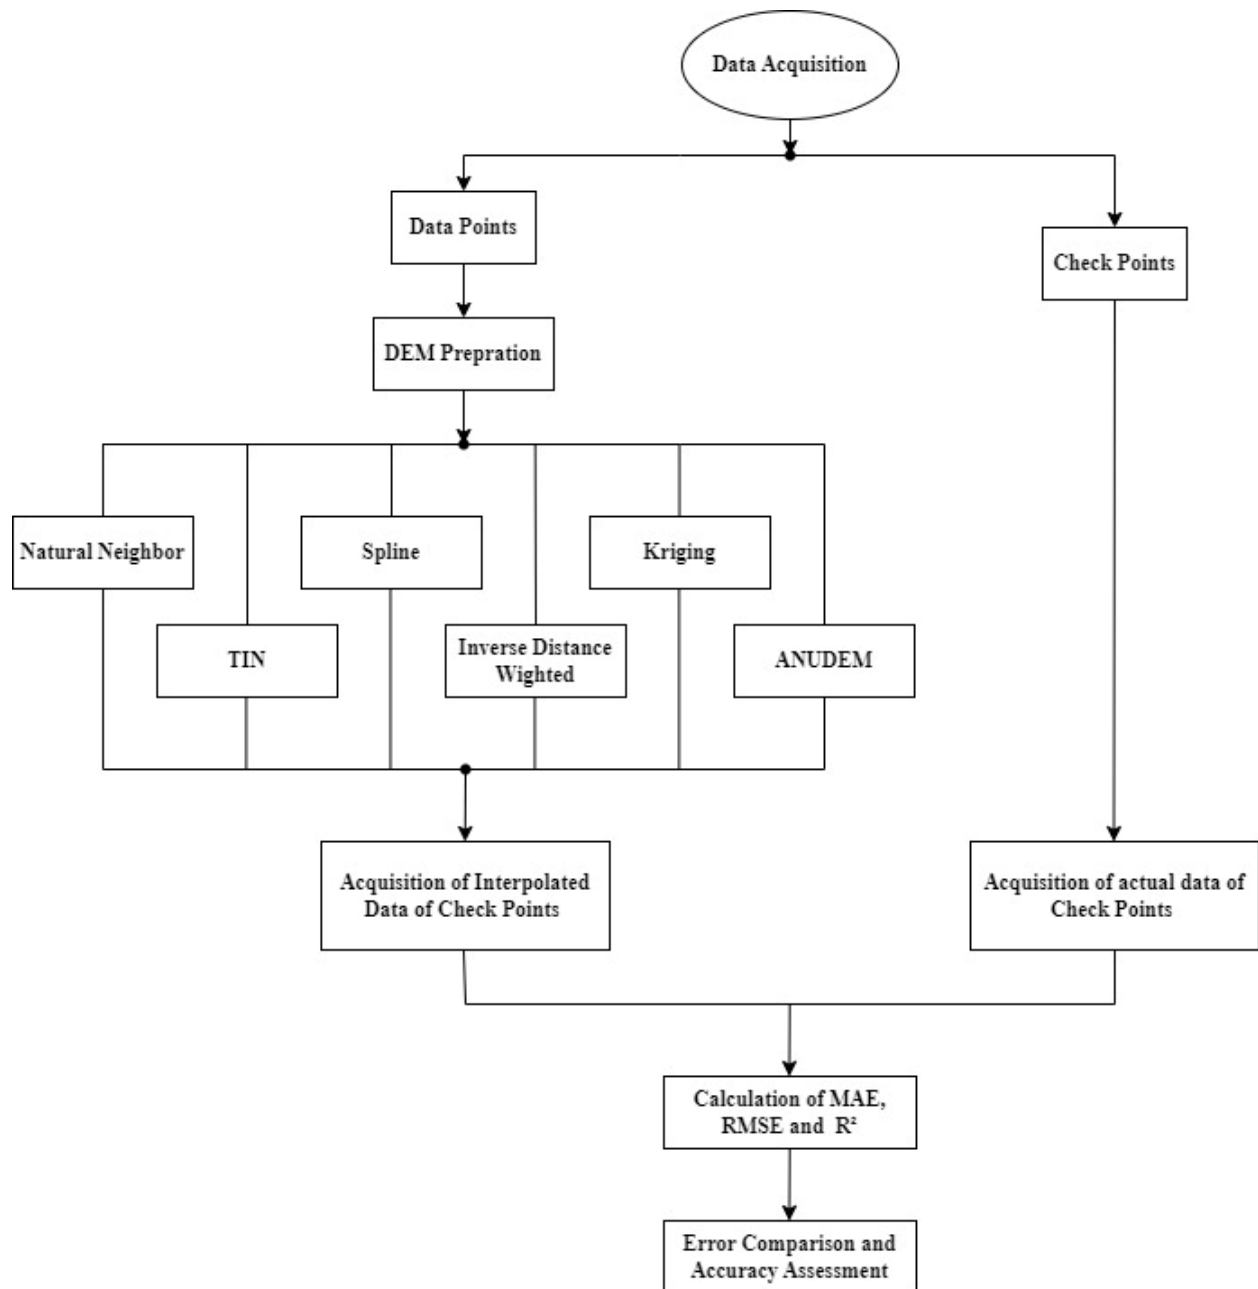 Data Acquisition
Data Points
Check Points
DEM Prepration
Natural Neighbor
Spline
Kriging
TIN
Inverse Distance
Wighted
ANUDEM
Acquisition of Interpolated
Data of Check Points
Acquisition of actual data of
Check Points
Calculation of MAE,
RMSE and R²
Error Comparison and
Accuracy Assessment